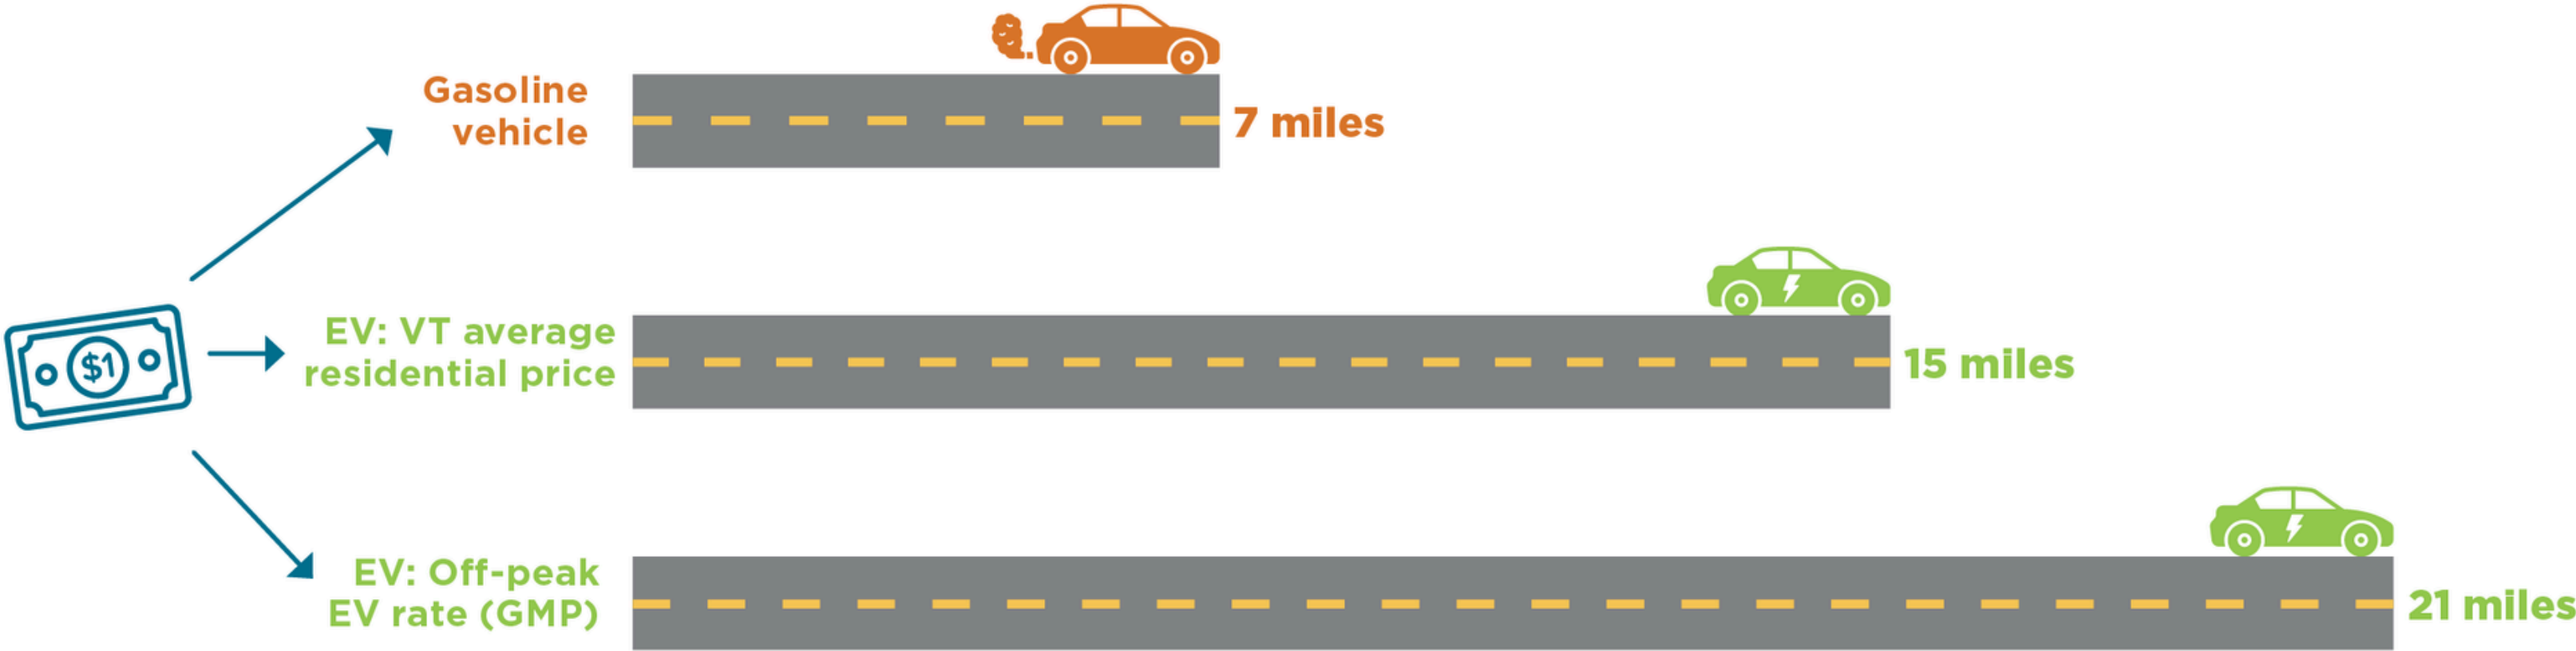 Gasoline
vehicle
7 miles
$1
EV: VT average
residential price
15 miles
EV: Off-peak
EV rate (GMP)
21 miles